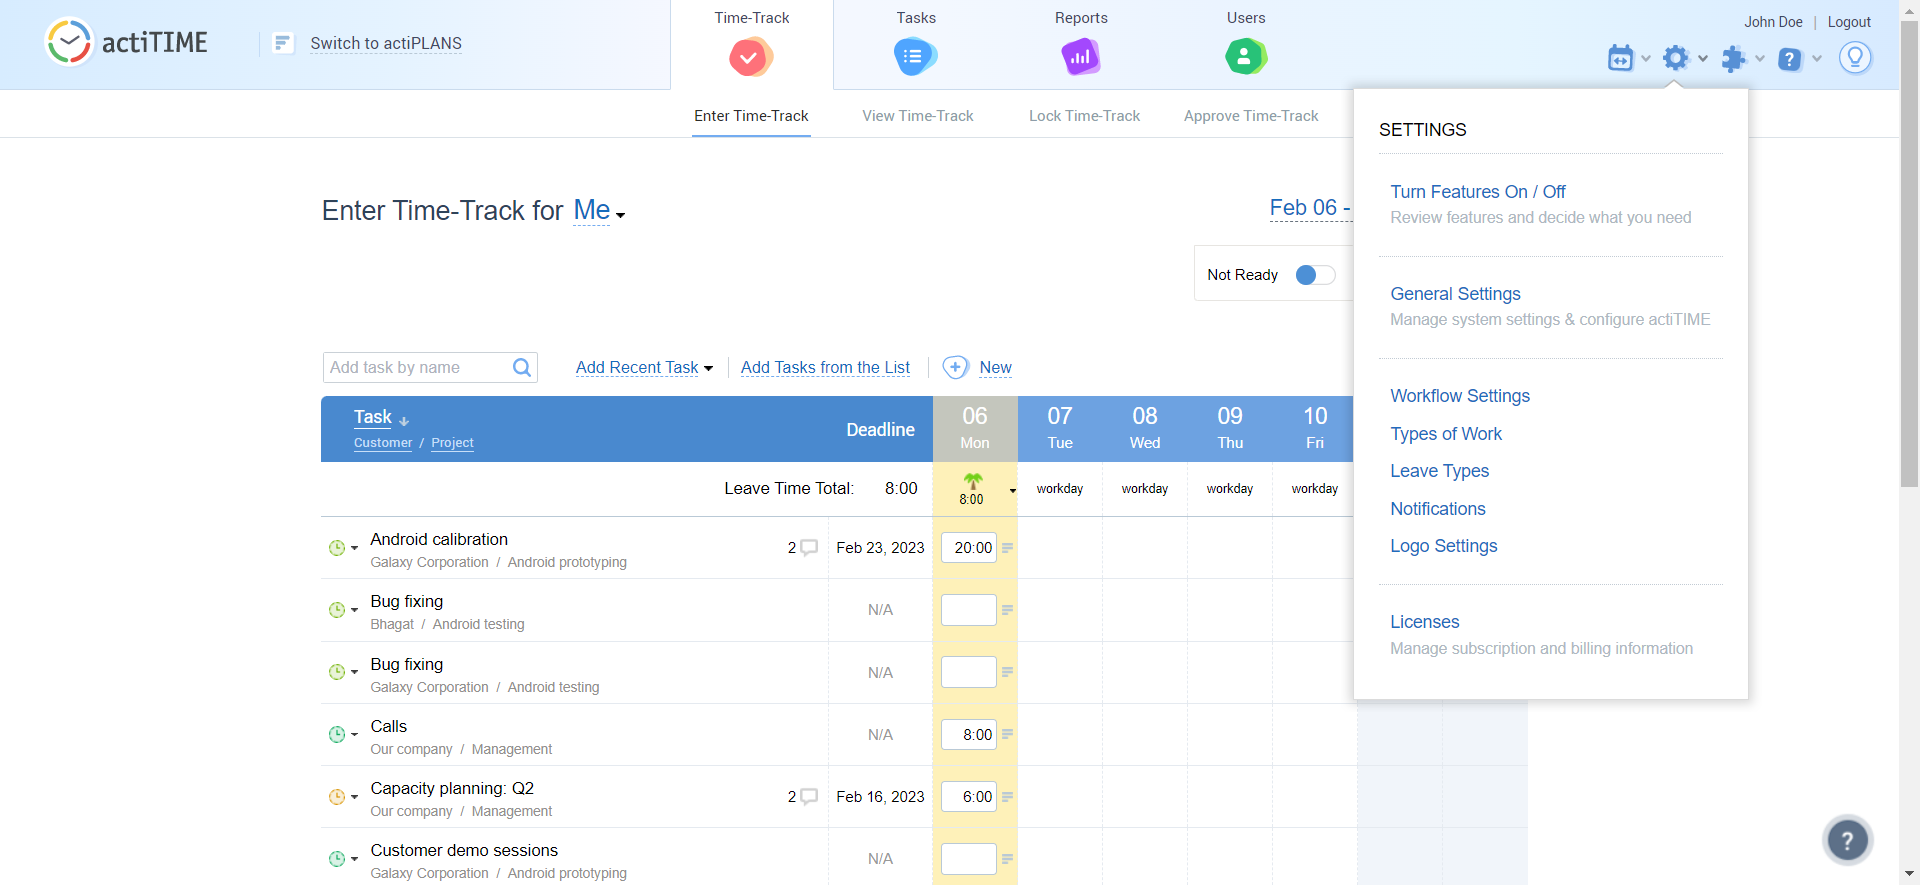 actiTIME
Switch to actiPLANS
Time-Track
Tasks
Reports
Users
John Doe | Logout
Enter Time-Track
View Time-Track
Lock Time-Track
Approve Time-Track
Enter Time-Track for Me
Feb 06 -
Not Ready
Add task by name
Add Recent Task
Add Tasks from the List
New
Task
Customer / Project
Deadline
06
Mon
07
Tue
08
Wed
09
Thu
10
Fri
Leave Time Total: 8:00
8:00
workday
workday
workday
workday
Android calibration
Galaxy Corporation / Android prototyping
2
Feb 23, 2023
20:00
Bug fixing
Bhagat / Android testing
N/A
Bug fixing
Galaxy Corporation / Android testing
N/A
Calls
Our company / Management
N/A
8:00
Capacity planning: Q2
Our company / Management
2
Feb 16, 2023
6:00
Customer demo sessions
Galaxy Corporation / Android prototyping
N/A
SETTINGS
Turn Features On / Off
Review features and decide what you need
General Settings
Manage system settings & configure actiTIME
Workflow Settings
Types of Work
Leave Types
Notifications
Logo Settings
Licenses
Manage subscription and billing information
?
?